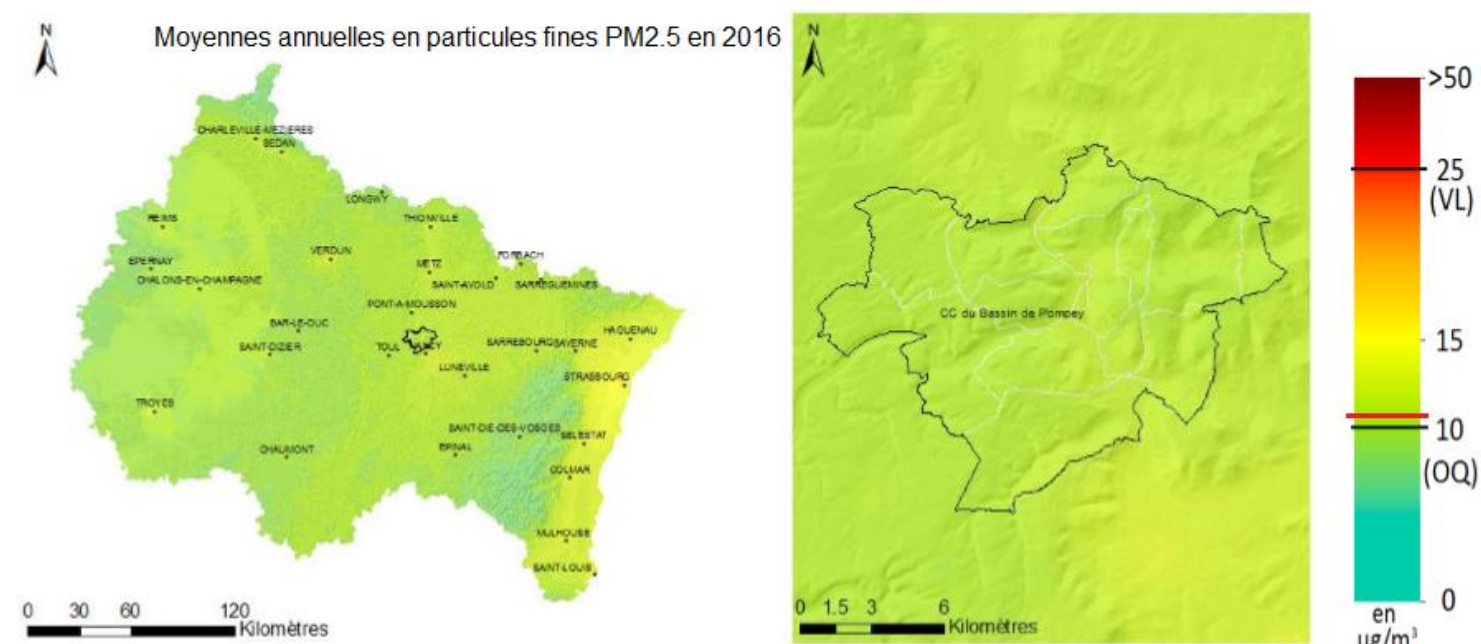 Moyennes annuelles en particules fines PM2.5 en 2016
N
CHARLEVILLE-MEZIERES
SEDAN
LONGWY
REIMS
THIONVILLE
VERDUN
FORBACH
EPERNAY
METZ
CHALONS-EN-CHAMPAGNE
SAINT-AVOLD
SARREGUEMINES
PONT-A-MOUSSON
BAR-LE-DUC
HAGUENAU
SAINT-DIZIER
TOUL
NANCY
SARREBOURG
SAVERNE
LUNEVILLE
STRASBOURG
TROYES
SAINT-DIE-DES-VOSGES
SELESTAT
CHAUMONT
EPINAL
COLMAR
MULHOUSE
SAINT-LOUIS
0 30 60 120
Kilomètres
N
CC du Bassin de Pompey
0 1.5 3 6
Kilomètres
>50
25
(VL)
15
10
(OQ)
0
en
µg/m³